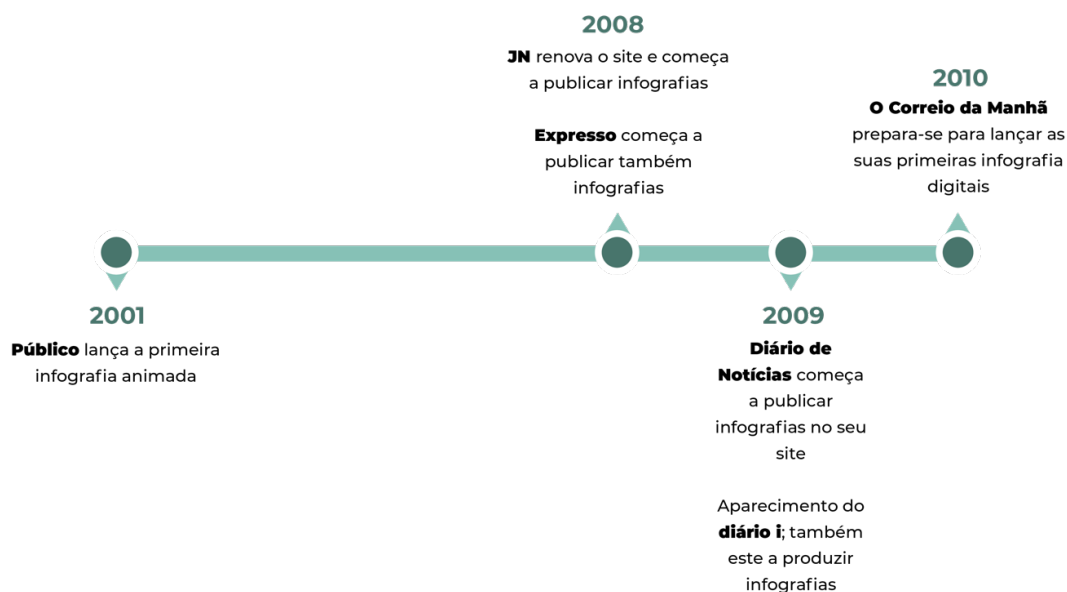 2001
Público lança a primeira
infografia animada
2008
JN renova o site e começa
a publicar infografias
Expresso começa a
publicar também
infografias
2009
Diário de
Notícias começa
a publicar
infografias no seu
site
Aparecimento do
diário i; também
este a produzir
infografias
2010
O Correio da Manhã
prepara-se para lançar as
suas primeiras infografia
digitais